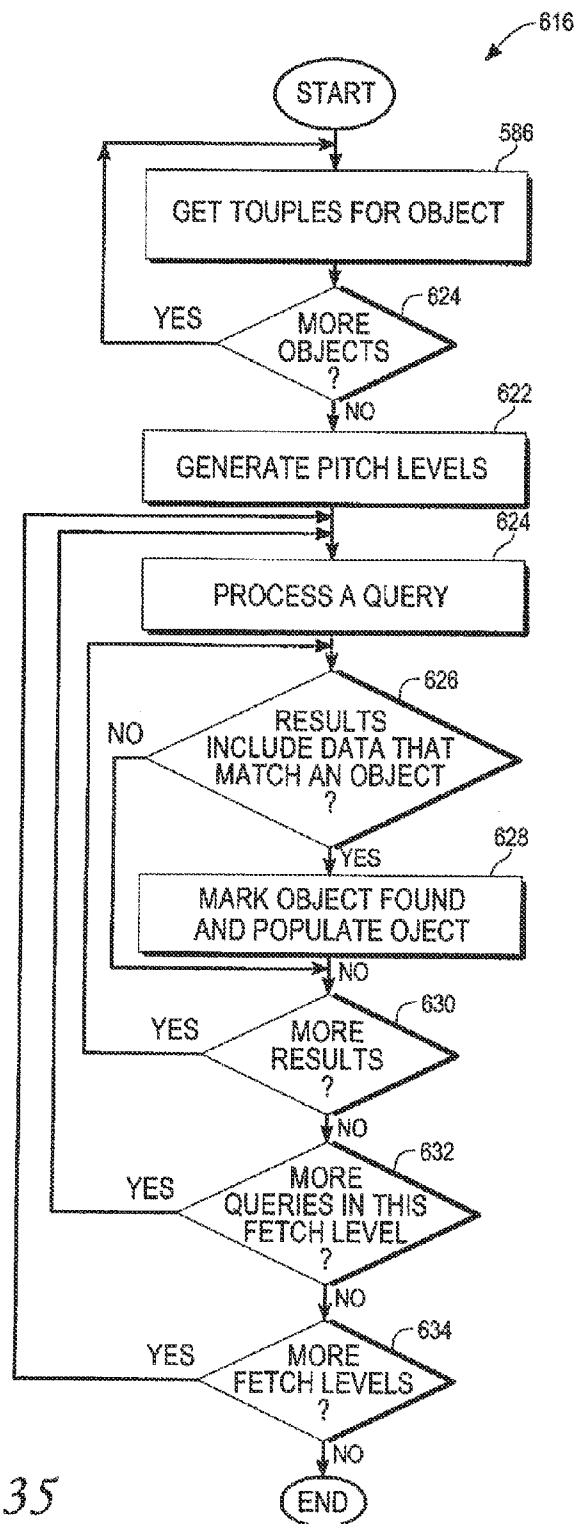 616
START
586
GET TOUPLES FOR OBJECT
624
YES
MORE
OBJECTS
?
NO
622
GENERATE PITCH LEVELS
624
PROCESS A QUERY
626
NO
RESULTS
INCLUDE DATA THAT
MATCH AN OBJECT
?
YES
628
MARK OBJECT FOUND
AND POPULATE OJECT
NO
630
YES
MORE
RESULTS
?
NO
632
YES
MORE
QUERIES IN THIS
FETCH LEVEL
?
NO
634
YES
MORE
FETCH LEVELS
?
NO
END
35